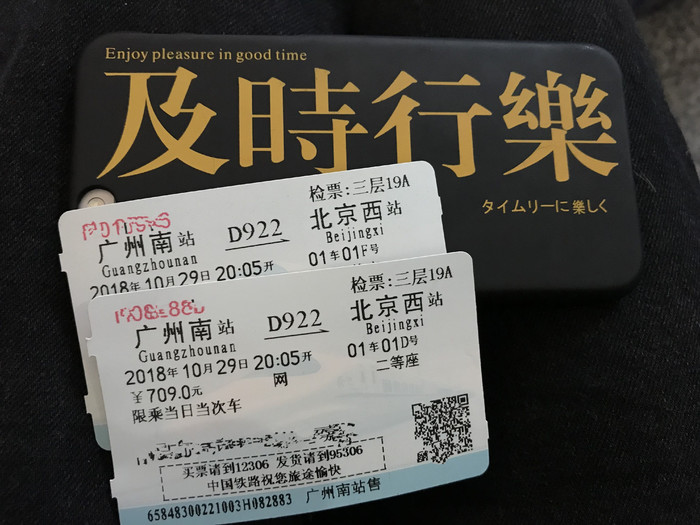 Enjoy pleasure in good time
及時行樂
タイムリーに樂しく
检票:三层19A
广州南站 D922 北京西站
Guangzhounan Beijingxi
2018年10月29日 20:05开 01车01F号
检票:三层19A
广州南站 D922 北京西站
Guangzhounan Beijingxi
2018年10月29日 20:05开 01车01D号
¥709.0元 网 二等座
限乘当日当次车
买票请到12306 发货请到95306
中国铁路祝您旅途愉快
65848300221003H082883 广州南站售